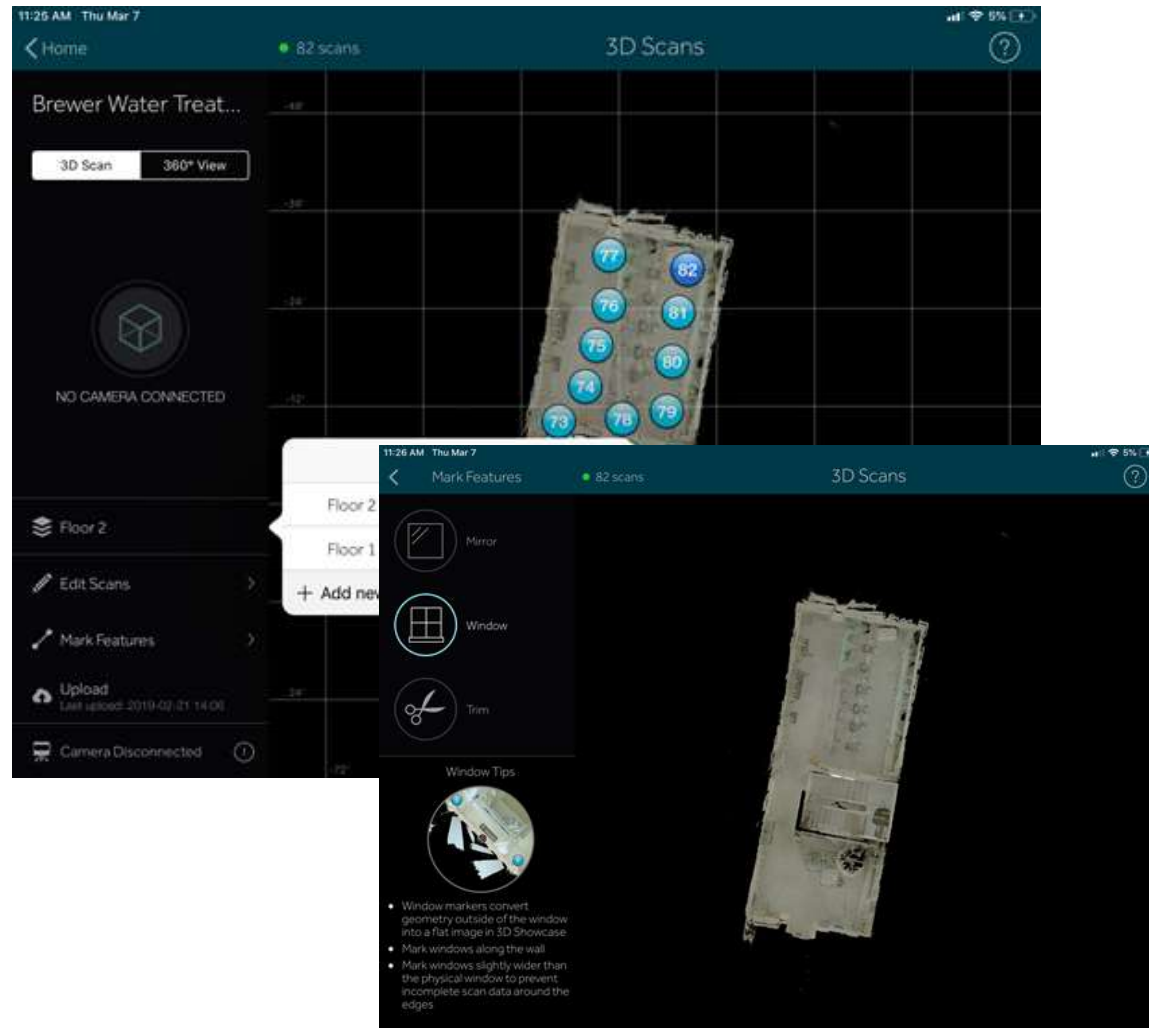 11:25 AM Thu Mar 7
5%
Home
82 scans
3D Scans
?
Brewer Water Treat...
3D Scan
360° View
NO CAMERA CONNECTED
-24'
-12'
77
82
76
81
75
80
74
73
78
79
Floor 2
Floor 2
Floor 1
+ Add new
Edit Scans
Mark Features
Upload
Last upload: 2019-02-21 14:06
Camera Disconnected
-72'
11:26 AM Thu Mar 7
5%
Mark Features
82 scans
3D Scans
?
Mirror
Window
Trim
Window Tips
• Window markers convert
geometry outside of the window
into a flat image in 3D Showcase
• Mark windows along the wall
• Mark windows slightly wider than
the physical window to prevent
incomplete scan data around the
edges